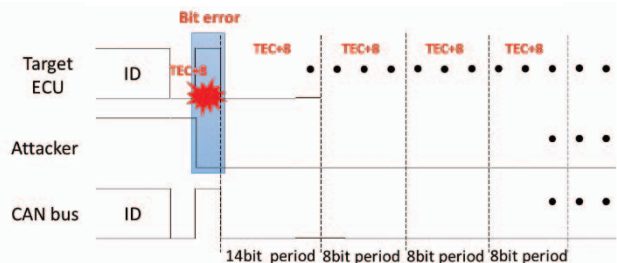 Bit error
TEC+8 TEC+8 TEC+8 TEC+8
Target
ECU
ID
TEC+8
Attacker
CAN bus
ID
14bit period 8bit period 8bit period 8bit period